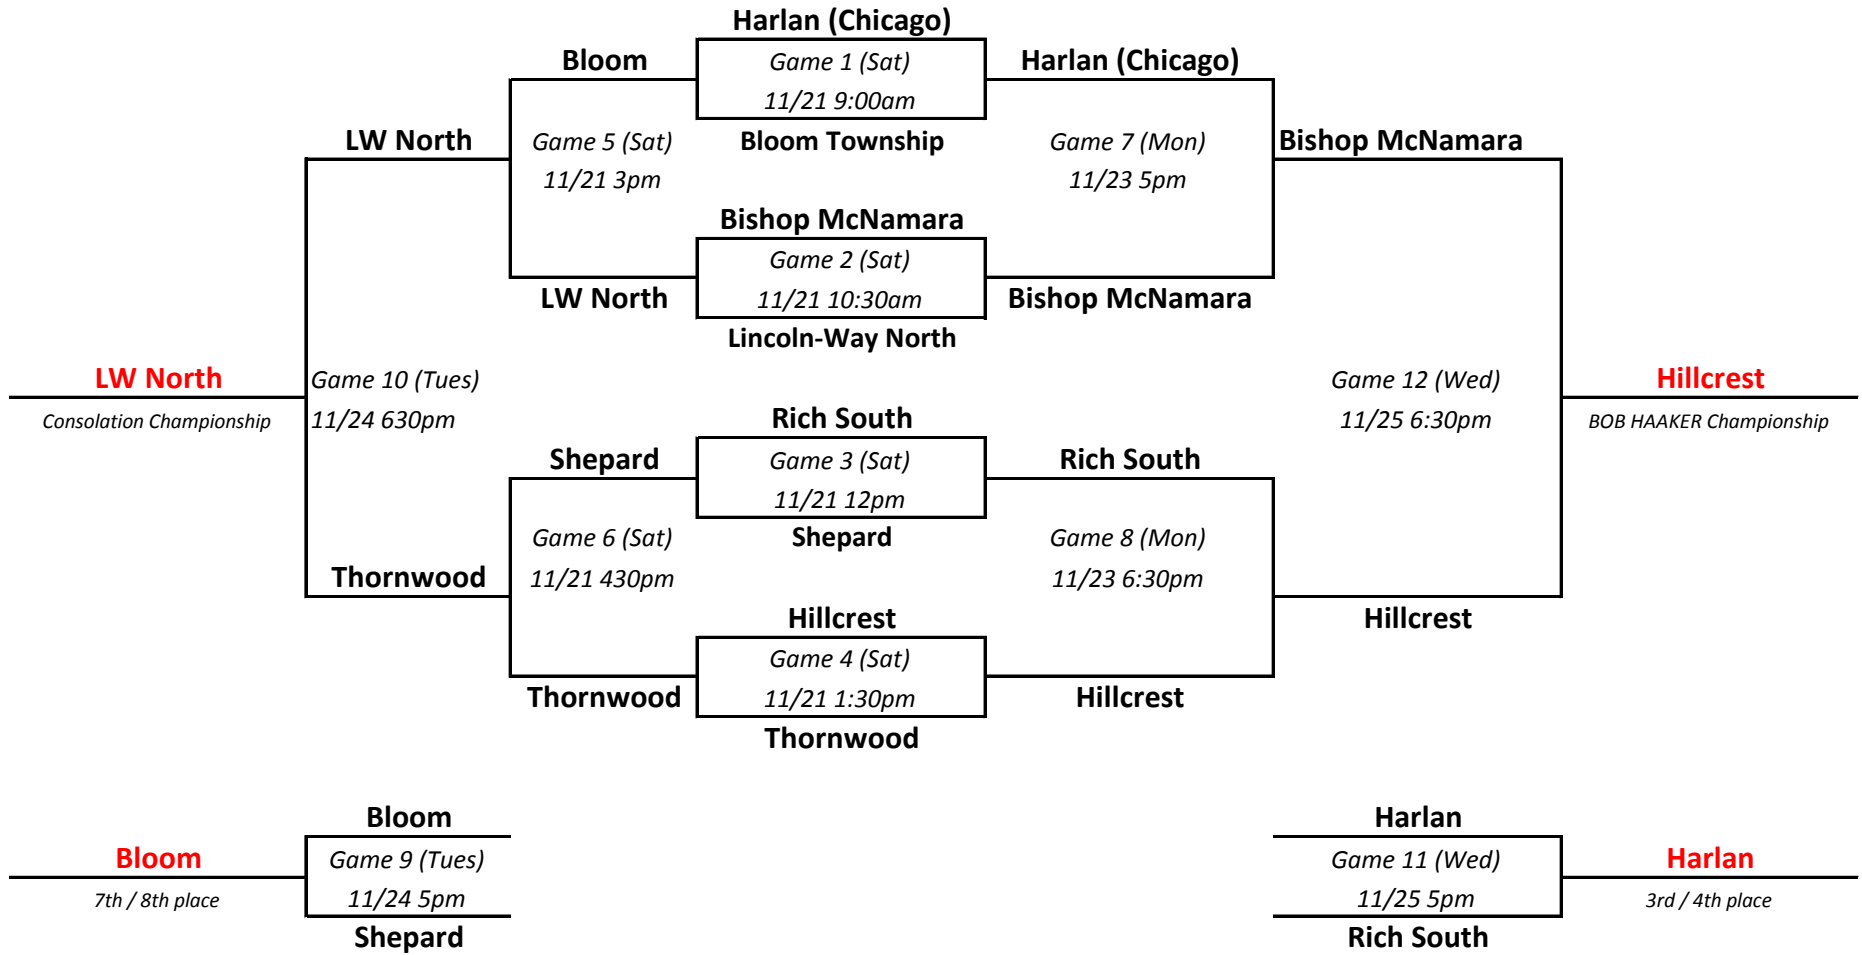 Harlan (Chicago)
Bloom
Game 1 (Sat)
Harlan (Chicago)
11/21 9:00am
LW North
Game 5 (Sat)
Bloom Township
Game 7 (Mon)
Bishop McNamara
11/21 3pm
11/23 5pm
Bishop McNamara
Game 2 (Sat)
LW North
11/21 10:30am
Bishop McNamara
Lincoln-Way North
LW North
Game 10 (Tues)
Game 12 (Wed)
Hillcrest
Consolation Championship
11/24 630pm
Rich South
11/25 6:30pm
BOB HAAKER Championship
Shepard
Game 3 (Sat)
Rich South
11/21 12pm
Game 6 (Sat)
Shepard
Game 8 (Mon)
Thornwood
11/21 430pm
11/23 6:30pm
Hillcrest
Hillcrest
Game 4 (Sat)
Thornwood
11/21 1:30pm
Hillcrest
Thornwood
Bloom
Harlan
Bloom
Game 9 (Tues)
Game 11 (Wed)
Harlan
7th / 8th place
11/24 5pm
11/25 5pm
3rd / 4th place
Shepard
Rich South